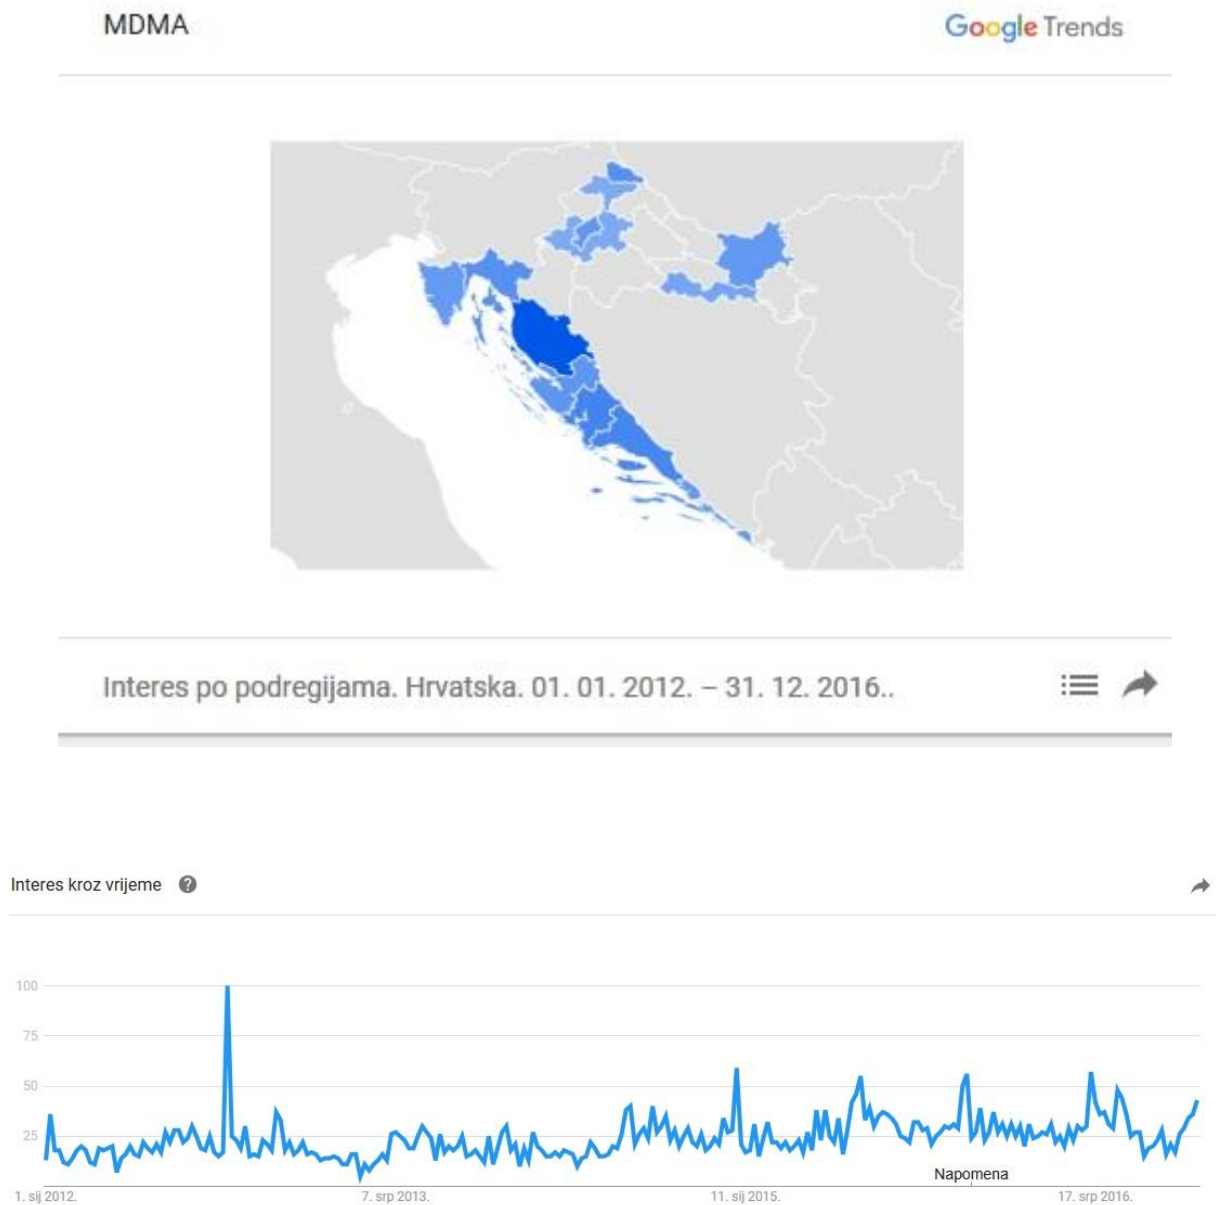 MDMA
Google Trends
Interes po podregijama. Hrvatska. 01. 01. 2012. – 31. 12. 2016..
Interes kroz vrijeme ?
100
75
50
25
Napomena
1. sij 2012.
7. srp 2013.
11. sij 2015.
17. srp 2016.